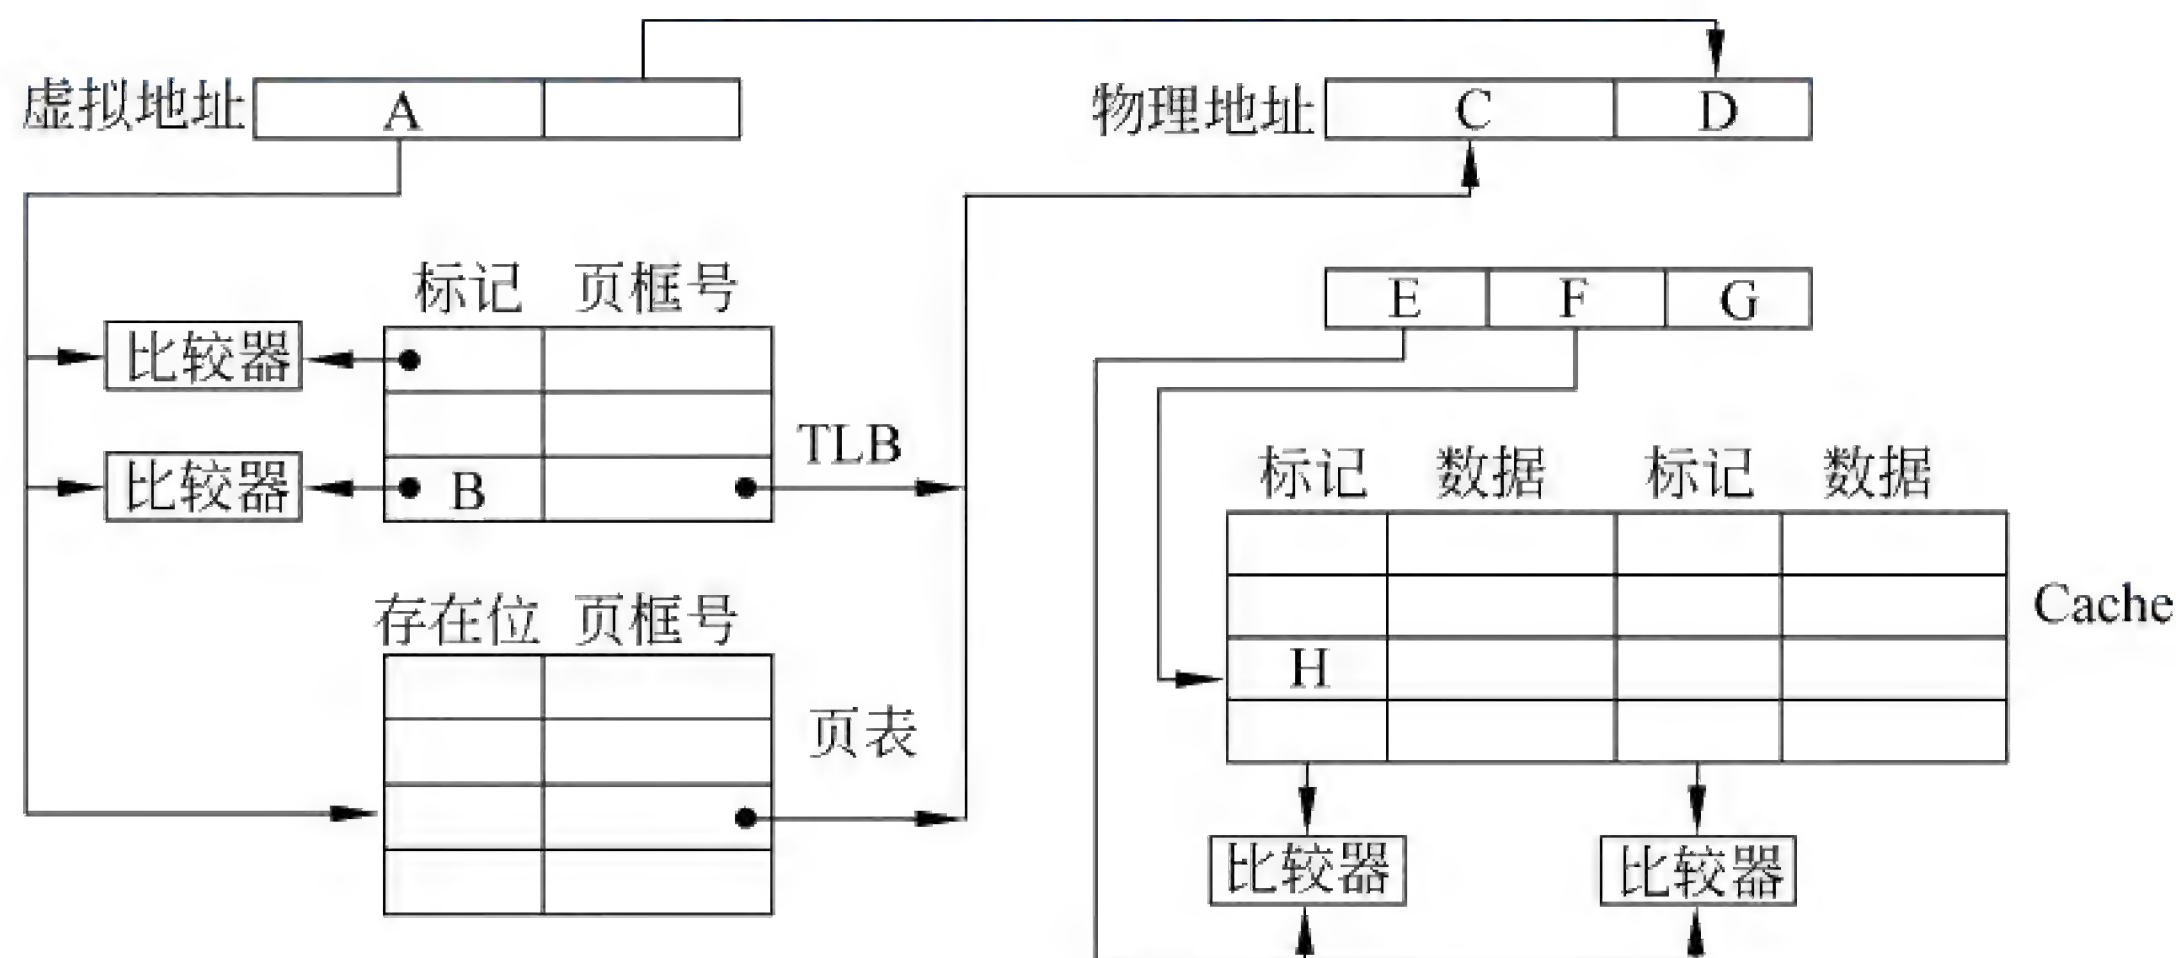 虚拟地址 A
物理地址 C D
标记 页框号
E F G
比较器
TLB
比较器 B
标记 数据 标记 数据
存在位 页框号
Cache
H
页表
比较器 比较器